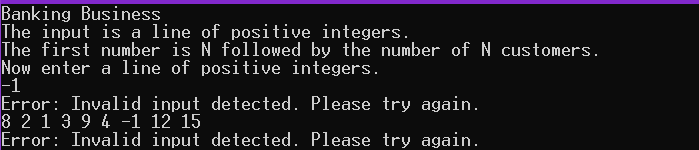 Banking Business
The input is a line of positive integers.
The first number is N followed by the number of N customers.
Now enter a line of positive integers.
-1
Error: Invalid input detected. Please try again.
8 2 1 3 9 4 -1 12 15
Error: Invalid input detected. Please try again.